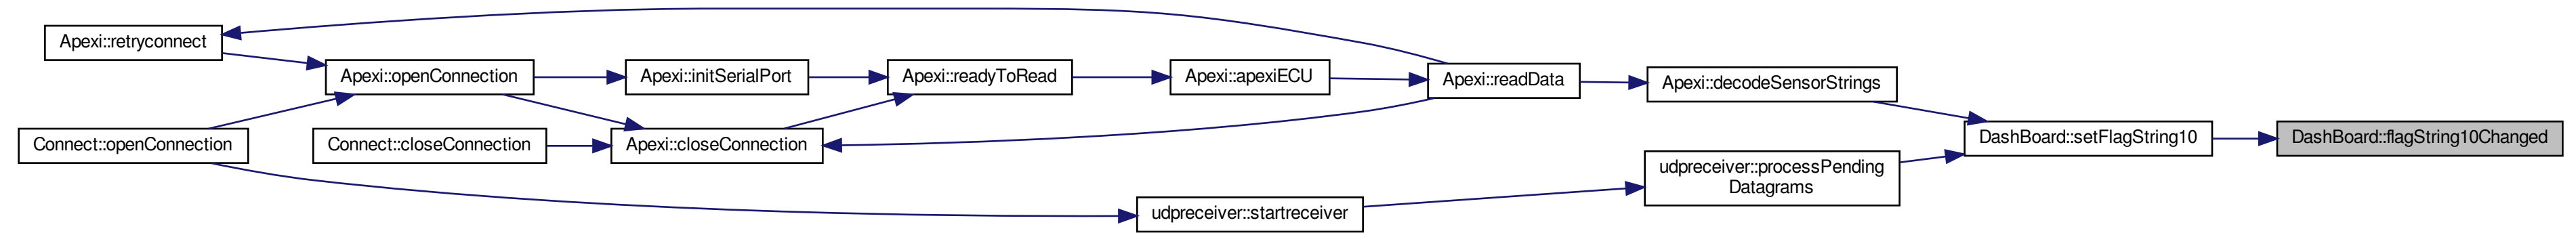 Apexi::retryconnect
Apexi::openConnection
Apexi::initSerialPort
Apexi::readyToRead
Apexi::apexiECU
Apexi::readData
Apexi::decodeSensorStrings
Connect::openConnection
Connect::closeConnection
Apexi::closeConnection
DashBoard::setFlagString10
DashBoard::flagString10Changed
udpreceiver::processPending
Datagrams
udpreceiver::startreceiver